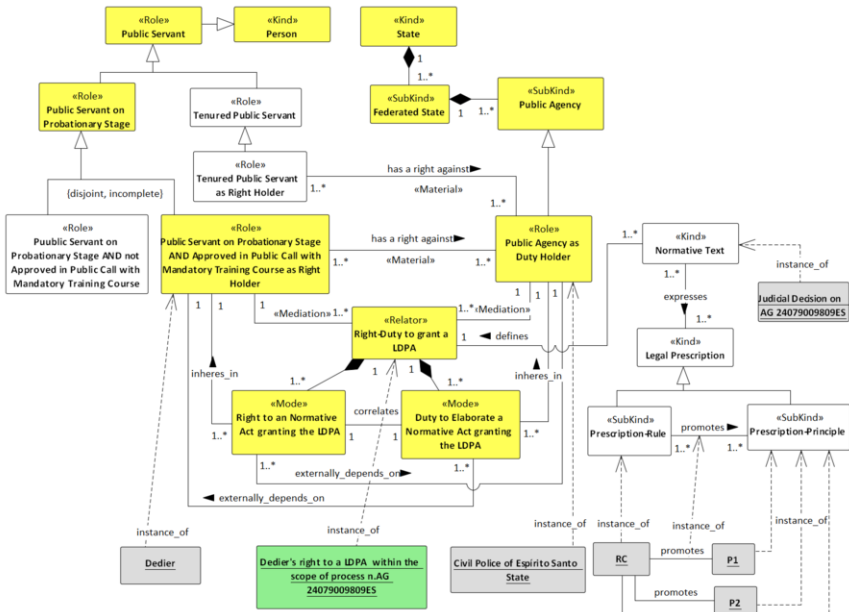 «Role»
Public Servant
«Kind»
Person
«Kind»
State
1
1..*
«SubKind»
Federated State
1
1..*
«SubKind»
Public Agency
«Role»
Public Servant on
Probationary Stage
«Role»
Tenured Public Servant
«Role»
Tenured Public Servant
as Right Holder
has a right against
1..*
«Material»
1..*
{disjoint, incomplete}
«Role»
Puublic Servant on
Probationary Stage AND not
Approved in Public Call with
Mandatory Training Course
«Role»
Public Servant on Probationary Stage
AND Approved in Public Call with
Mandatory Training Course as Right
Holder
has a right against
1..*
«Material»
1..*
«Role»
Public Agency as
Duty Holder
1..*
«Kind»
Normative Text
instance_of
Judicial Decision on
AG 24079009809ES
1..*
expresses
1..*
«Kind»
Legal Prescription
1
1
1
«Mediation»
1..*
1..*
«Mediation»
1
1
1
«Relator»
Right-Duty to grant a
LDPA
1
defines
inheres_in
1..*
1
1
1..*
inheres_in
«Mode»
Right to an Normative
Act granting the LDPA
correlates
1
1
«Mode»
Duty to Elaborate a
Normative Act granting
the LDPA
1..*
1..*
1..*
externally_depends_on
1..*
externally_depends_on
«SubKind»
Prescription-Rule
promotes
1..*
1..*
«SubKind»
Prescription-Principle
instance_of
instance_of
instance_of
instance_of
instance_of
Dedier
Dedier's right to a LDPA within the
scope of process n.AG
24079009809ES
Civil Police of Espírito Santo
State
RC
promotes
P1
promotes
P2